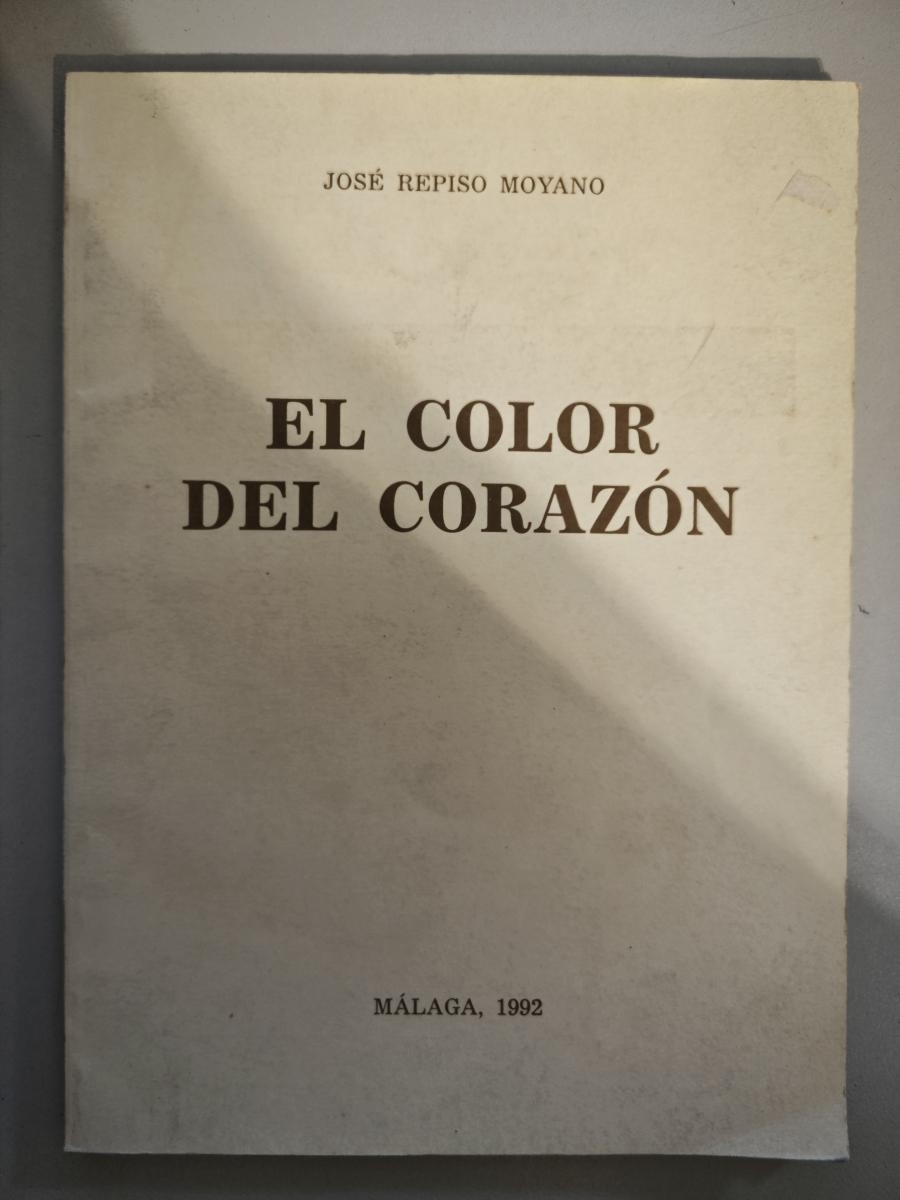 JOSÉ REPISO MOYANO
EL COLOR
DEL CORAZÓN
MÁLAGA, 1992